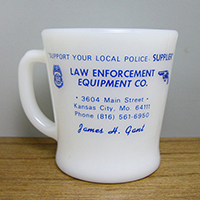 SUPPORT YOUR LOCAL POLICE - SUPPLIER
LAW ENFORCEMENT
EQUIPMENT CO.
• 3604 Main Street •
Kansas City, Mo. 64111
Phone (816) 561-6950
James H. Gant